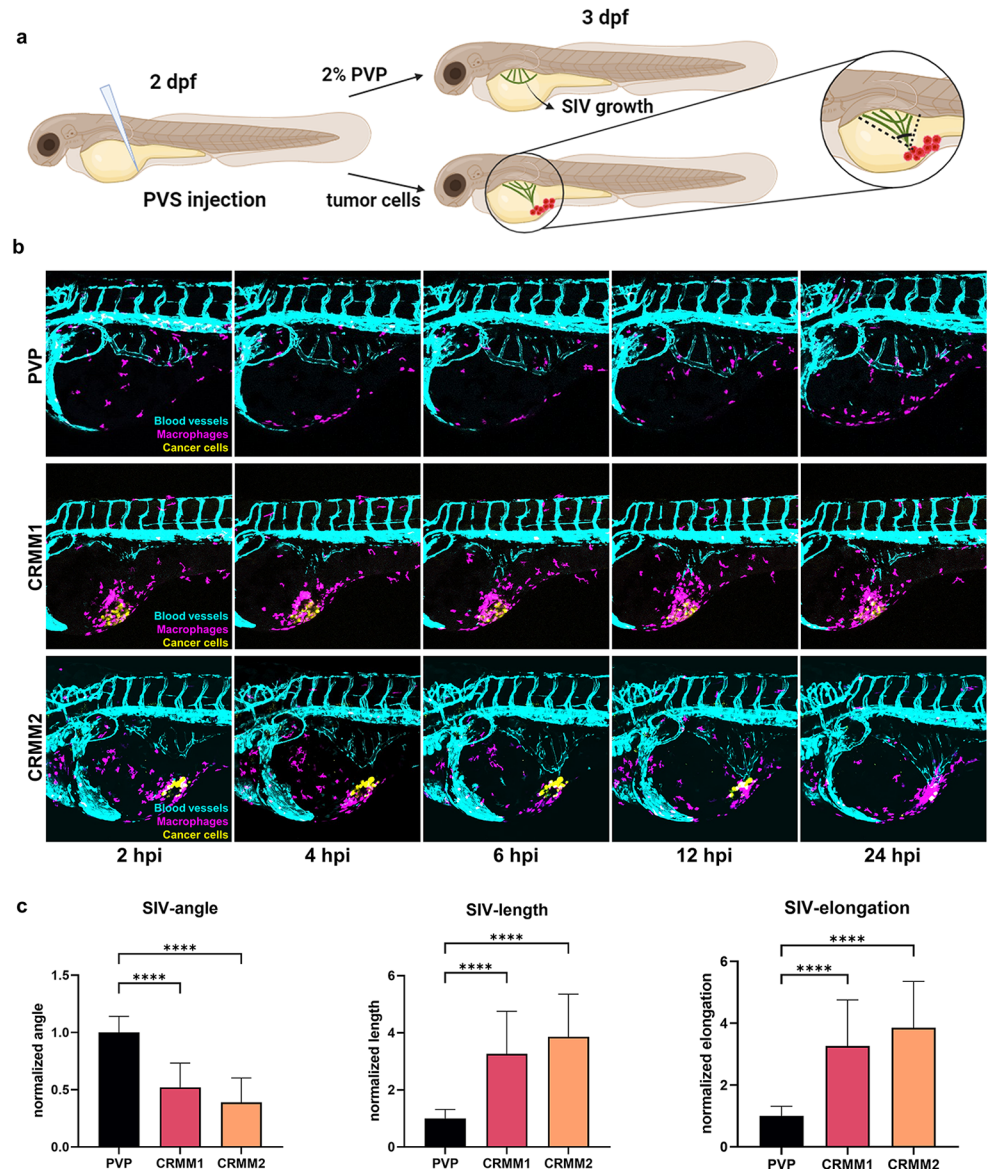 a
2 dpf
PVS injection
2% PVP
tumor cells
3 dpf
SIV growth
b
PVP
Blood vessels
Macrophages
Cancer cells
CRMM1
Blood vessels
Macrophages
Cancer cells
CRMM2
Blood vessels
Macrophages
Cancer cells
2 hpi
4 hpi
6 hpi
12 hpi
24 hpi
c
SIV-angle
****
****
normalized angle
1.5
1.0
0.5
0.0
PVP
CRMM1
CRMM2
SIV-length
****
****
normalized length
6
4
2
0
PVP
CRMM1
CRMM2
SIV-elongation
****
****
normalized elongation
6
4
2
0
PVP
CRMM1
CRMM2